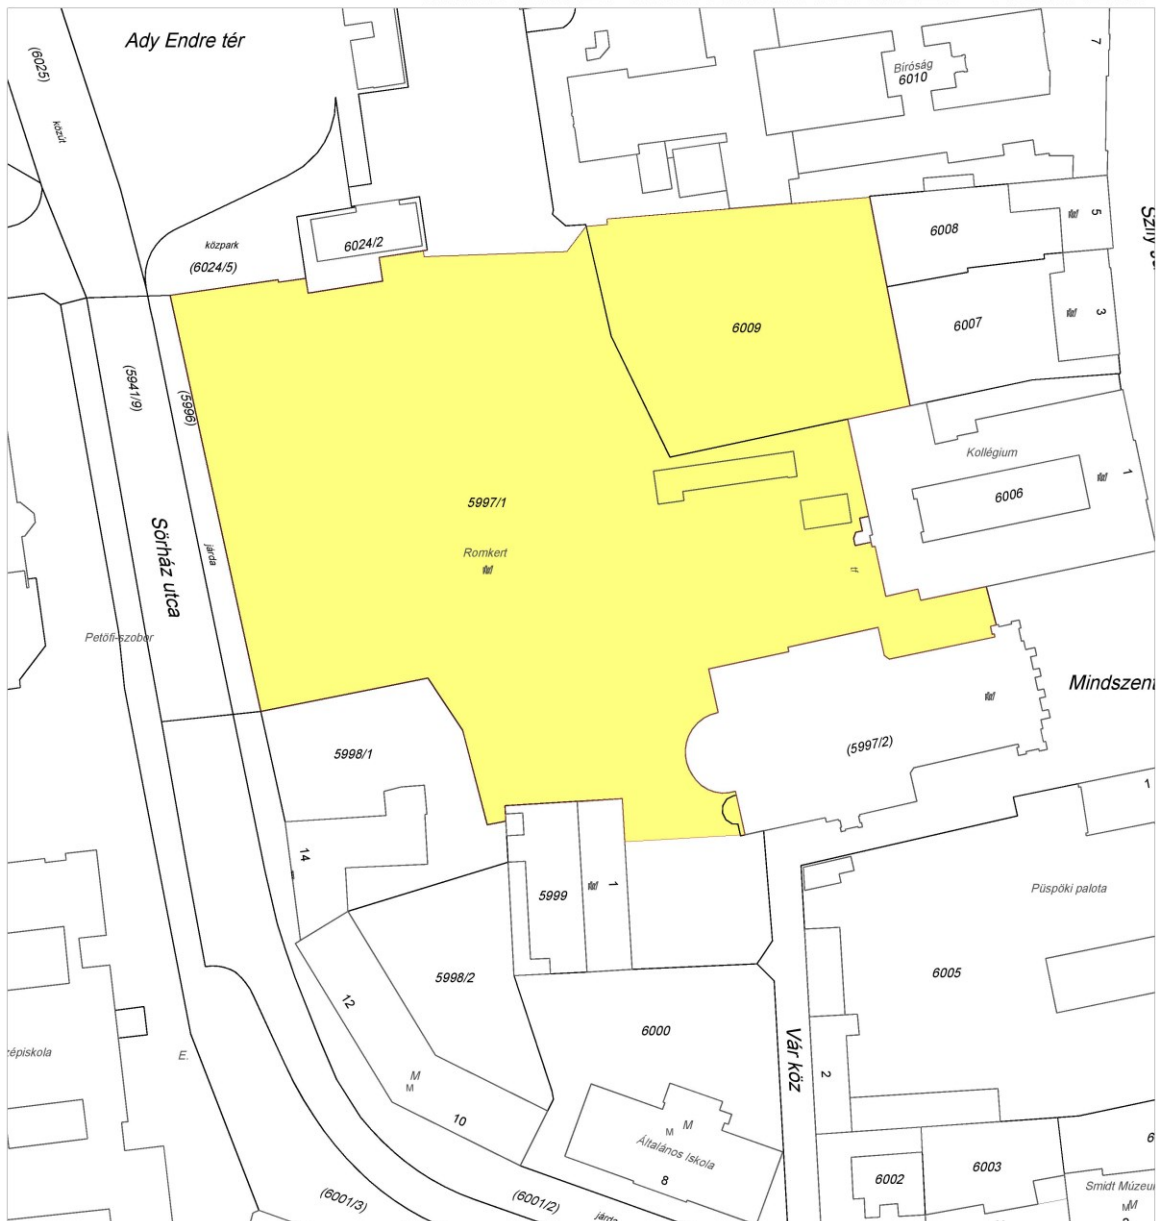 Ady Endre tér
(6025)
közút
7
Bíróság
6010
5
6008
6024/2
közpark
(6024/5)
6009
6007
3
(5941/9)
(5996)
Kollégium
1
6006
5997/1
Romkert
Sörház utca
járda
Petőfi-szobor
Mindszent
(5997/2)
5998/1
1
14
5999
1
Püspöki palota
5998/2
6005
12
6000
Vár köz
2
E.
M
M
10
M
M
Általános Iskola
8
6002
6003
6
(6001/3)
(6001/2)
járda
Smidt Múzeu
M